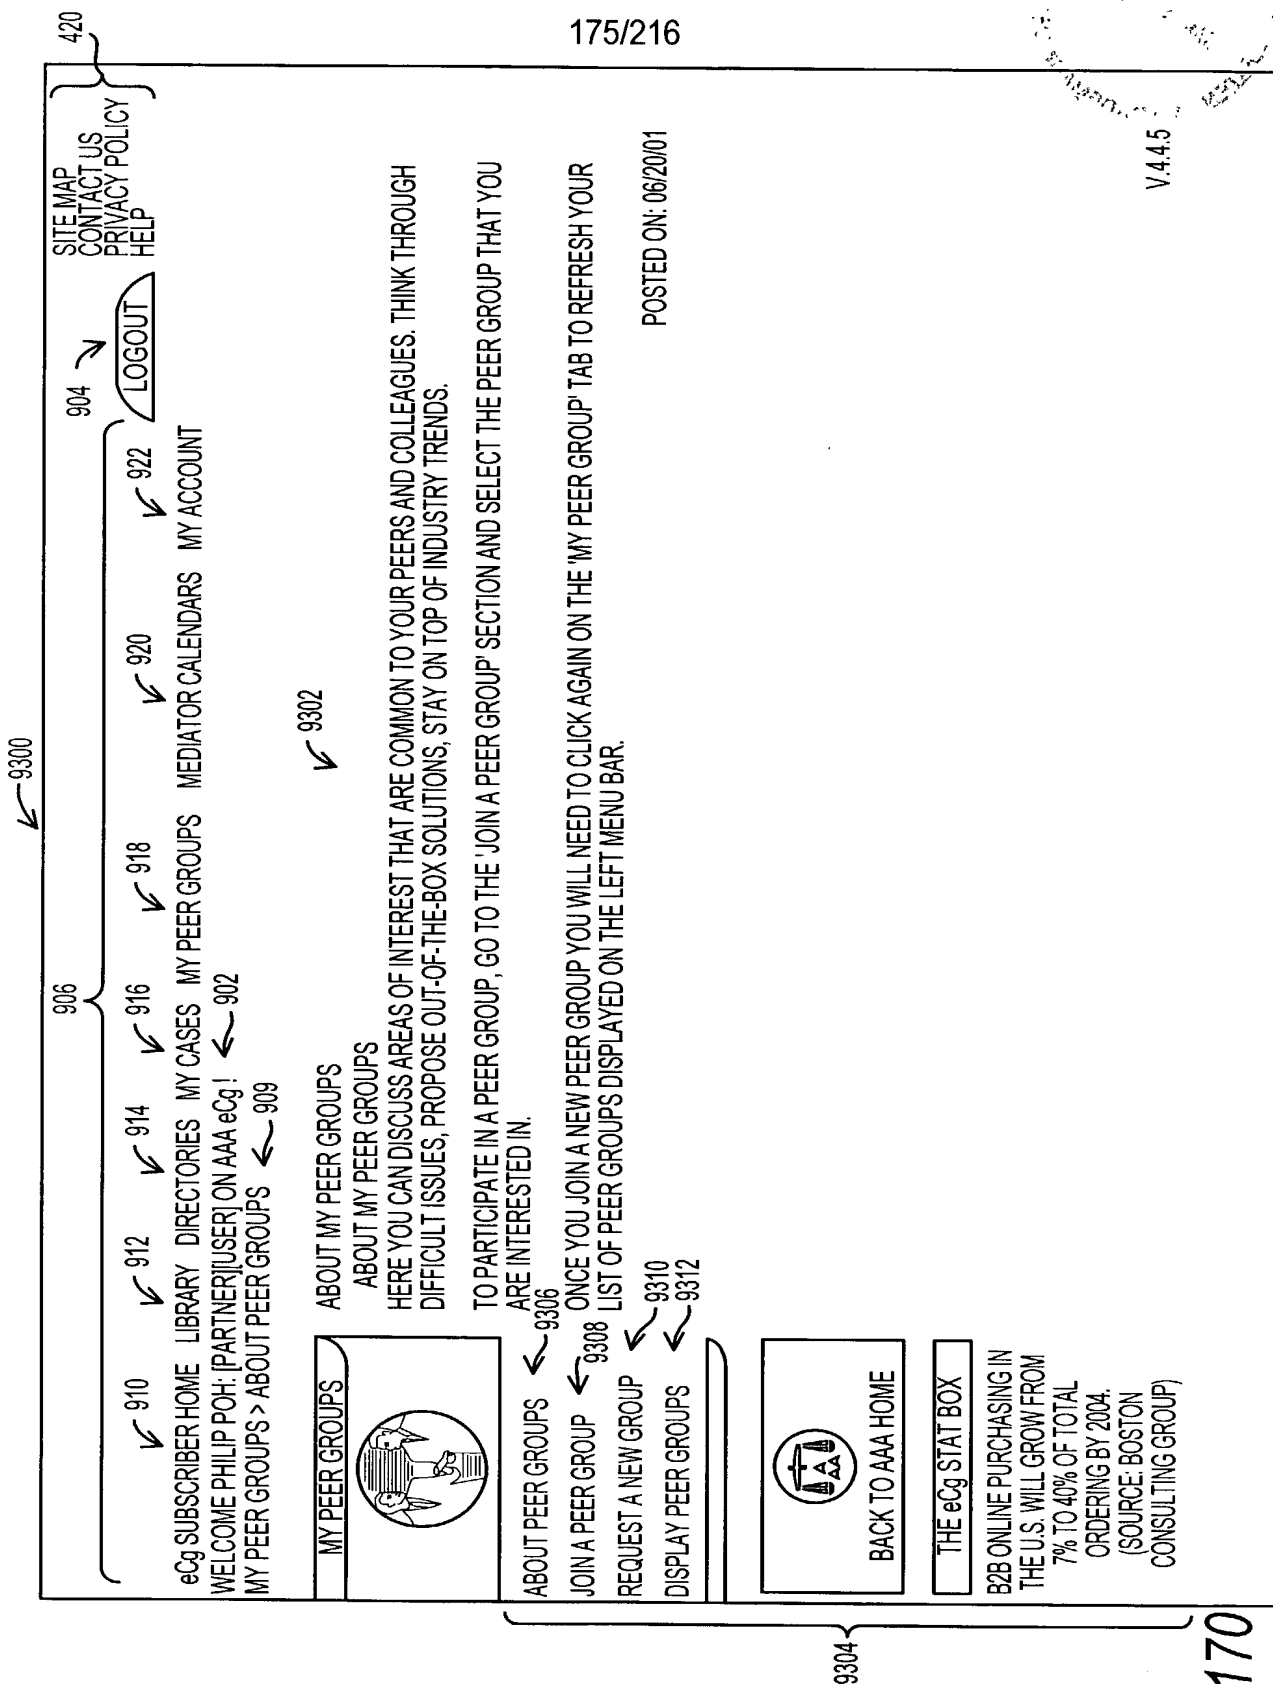 175/216
9300
906
904
420
SITE MAP
CONTACT US
PRIVACY POLICY
HELP
LOGOUT
910
912
914
916
918
920
922
eCg SUBSCRIBER HOME LIBRARY DIRECTORIES MY CASES MY PEER GROUPS MEDIATOR CALENDARS MY ACCOUNT
WELCOME PHILIP POH: [PARTNER][USER] ON AAA eCg !
902
MY PEER GROUPS > ABOUT PEER GROUPS
909
MY PEER GROUPS
ABOUT PEER GROUPS
9306
JOIN A PEER GROUP
9308
REQUEST A NEW GROUP
9310
DISPLAY PEER GROUPS
9312
BACK TO AAA HOME
THE eCg STAT BOX
B2B ONLINE PURCHASING IN
THE U.S. WILL GROW FROM
7% TO 40% OF TOTAL
ORDERING BY 2004.
(SOURCE: BOSTON
CONSULTING GROUP)
9304
9302
ABOUT MY PEER GROUPS
ABOUT MY PEER GROUPS
HERE YOU CAN DISCUSS AREAS OF INTEREST THAT ARE COMMON TO YOUR PEERS AND COLLEAGUES. THINK THROUGH
DIFFICULT ISSUES, PROPOSE OUT-OF-THE-BOX SOLUTIONS, STAY ON TOP OF INDUSTRY TRENDS.
TO PARTICIPATE IN A PEER GROUP, GO TO THE 'JOIN A PEER GROUP' SECTION AND SELECT THE PEER GROUP THAT YOU
ARE INTERESTED IN.
ONCE YOU JOIN A NEW PEER GROUP YOU WILL NEED TO CLICK AGAIN ON THE 'MY PEER GROUP' TAB TO REFRESH YOUR
LIST OF PEER GROUPS DISPLAYED ON THE LEFT MENU BAR.
POSTED ON: 06/20/01
V.4.4.5
170